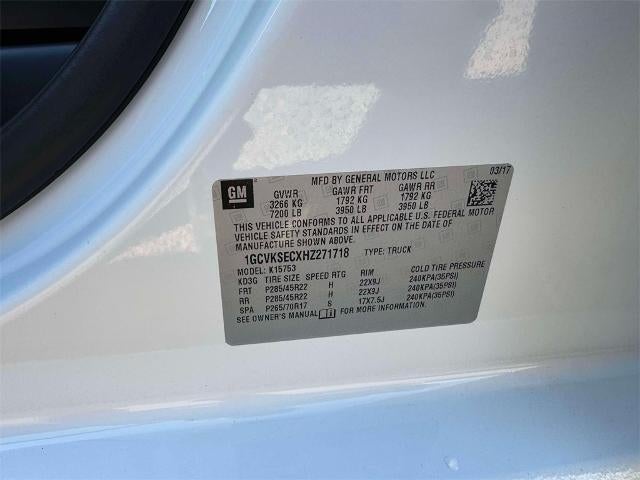 GM
MFD BY GENERAL MOTORS LLC 03/17
GVWR GAWR FRT GAWR RR
3266 KG 1792 KG 1792 KG
7200 LB 3950 LB 3950 LB
THIS VEHICLE CONFORMS TO ALL APPLICABLE U.S. FEDERAL MOTOR
VEHICLE SAFETY STANDARDS IN EFFECT ON THE DATE OF
MANUFACTURE SHOWN ABOVE.
1GCVKSECXHZ271718 TYPE: TRUCK
MODEL: K15753
KD3G TIRE SIZE SPEED RTG RIM COLD TIRE PRESSURE
FRT P285/45R22 H 22X9J 240KPA(35PSI)
RR P285/45R22 H 22X9J 240KPA(35PSI)
SPA P265/70R17 S 17X7.5J 240KPA(35PSI)
SEE OWNER'S MANUAL FOR MORE INFORMATION.